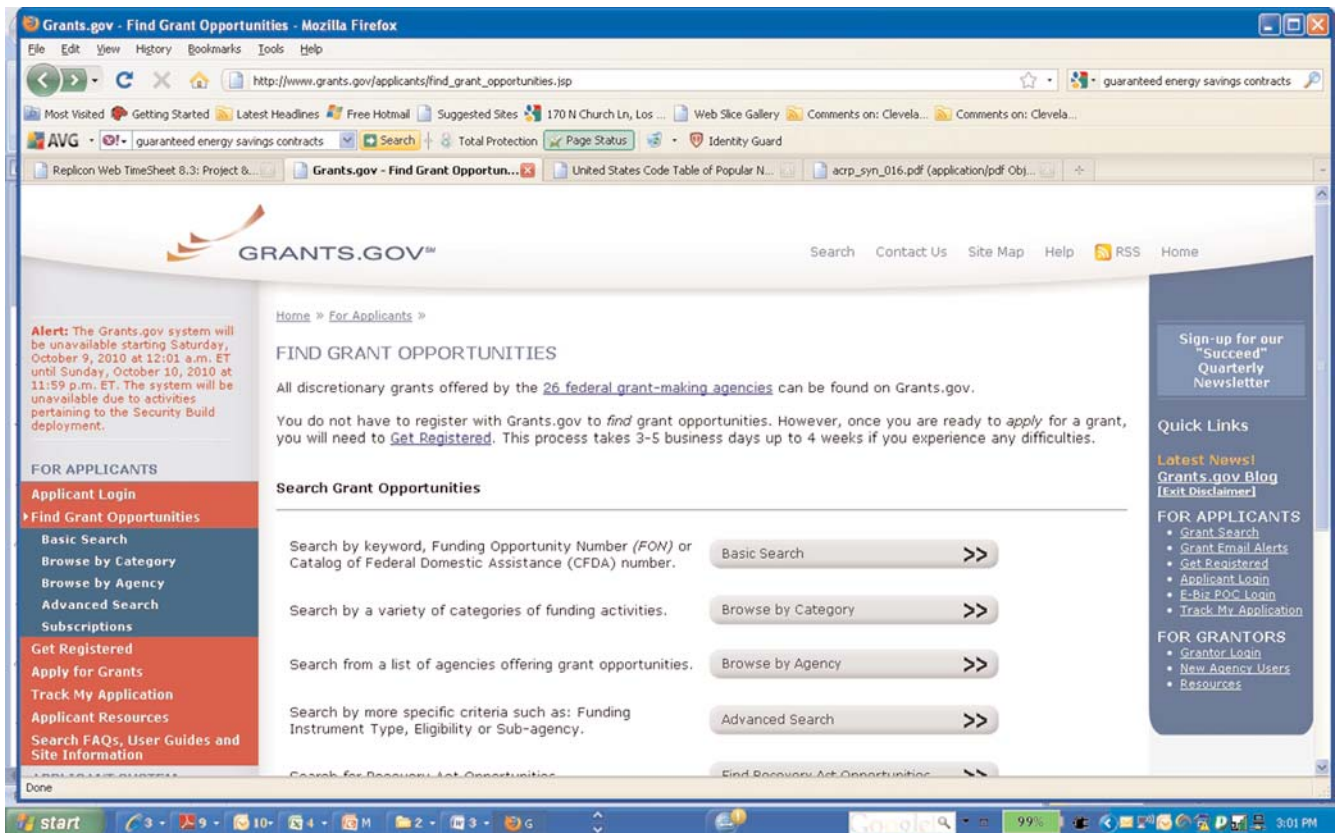 Grants.gov - Find Grant Opportunities - Mozilla Firefox
File Edit View History Bookmarks Tools Help
http://www.grants.gov/applicants/find_grant_opportunities.jsp
guaranteed energy savings contracts
Most Visited Getting Started Latest Headlines Free Hotmail Suggested Sites 170 N Church Ln, Los ... Web Slice Gallery Comments on: Clevela... Comments on: Clevela...
AVG guaranteed energy savings contracts Search Total Protection Page Status Identity Guard
Replicon Web TimeSheet 8.3: Project &... Grants.gov - Find Grant Opportun... United States Code Table of Popular N... acrp_syn_016.pdf (application/pdf Obj...
GRANTS.GOV℠
Search Contact Us Site Map Help RSS Home
Alert: The Grants.gov system will
be unavailable starting Saturday,
October 9, 2010 at 12:01 a.m. ET
until Sunday, October 10, 2010 at
11:59 p.m. ET. The system will be
unavailable due to activities
pertaining to the Security Build
deployment.
FOR APPLICANTS
Applicant Login
Find Grant Opportunities
Basic Search
Browse by Category
Browse by Agency
Advanced Search
Subscriptions
Get Registered
Apply for Grants
Track My Application
Applicant Resources
Search FAQs, User Guides and
Site Information
Home » For Applicants »
FIND GRANT OPPORTUNITIES
All discretionary grants offered by the 26 federal grant-making agencies can be found on Grants.gov.
You do not have to register with Grants.gov to find grant opportunities. However, once you are ready to apply for a grant,
you will need to Get Registered. This process takes 3-5 business days up to 4 weeks if you experience any difficulties.
Search Grant Opportunities
Search by keyword, Funding Opportunity Number (FON) or
Catalog of Federal Domestic Assistance (CFDA) number.
Basic Search >>
Search by a variety of categories of funding activities.
Browse by Category >>
Search from a list of agencies offering grant opportunities.
Browse by Agency >>
Search by more specific criteria such as: Funding
Instrument Type, Eligibility or Sub-agency.
Advanced Search >>
Search for Recovery Act Opportunities
Find Recovery Act Opportunities >>
Sign-up for our
"Succeed"
Quarterly
Newsletter
Quick Links
Latest News!
Grants.gov Blog
[Exit Disclaimer]
FOR APPLICANTS
• Grant Search
• Grant Email Alerts
• Get Registered
• Applicant Login
• E-Biz POC Login
• Track My Application
FOR GRANTORS
• Grantor Login
• New Agency Users
• Resources
Done
start 3 9 10 4 M 2 3 G Google 99% 3:01 PM